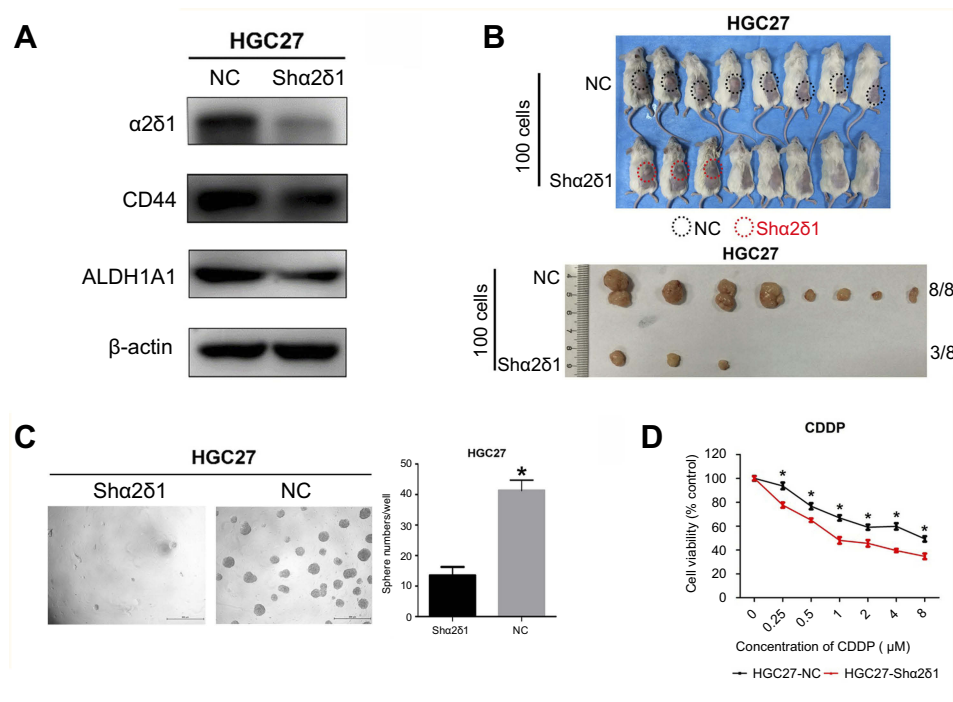 A
HGC27
NC Shα2δ1
α2δ1
CD44
ALDH1A1
β-actin
B
HGC27
100 cells
NC
Shα2δ1
NC Shα2δ1
HGC27
100 cells
NC
8/8
Shα2δ1
3/8
C
HGC27
Shα2δ1 NC
HGC27
Sphere numbers/well
50
40
30
20
10
0
*
Shα2δ1 NC
D
CDDP
Cell viability (% control)
120
100
80
60
40
20
0
* * * * * *
0 0.25 0.5 1 2 4 8
Concentration of CDDP ( μM)
HGC27-NC HGC27-Shα2δ1